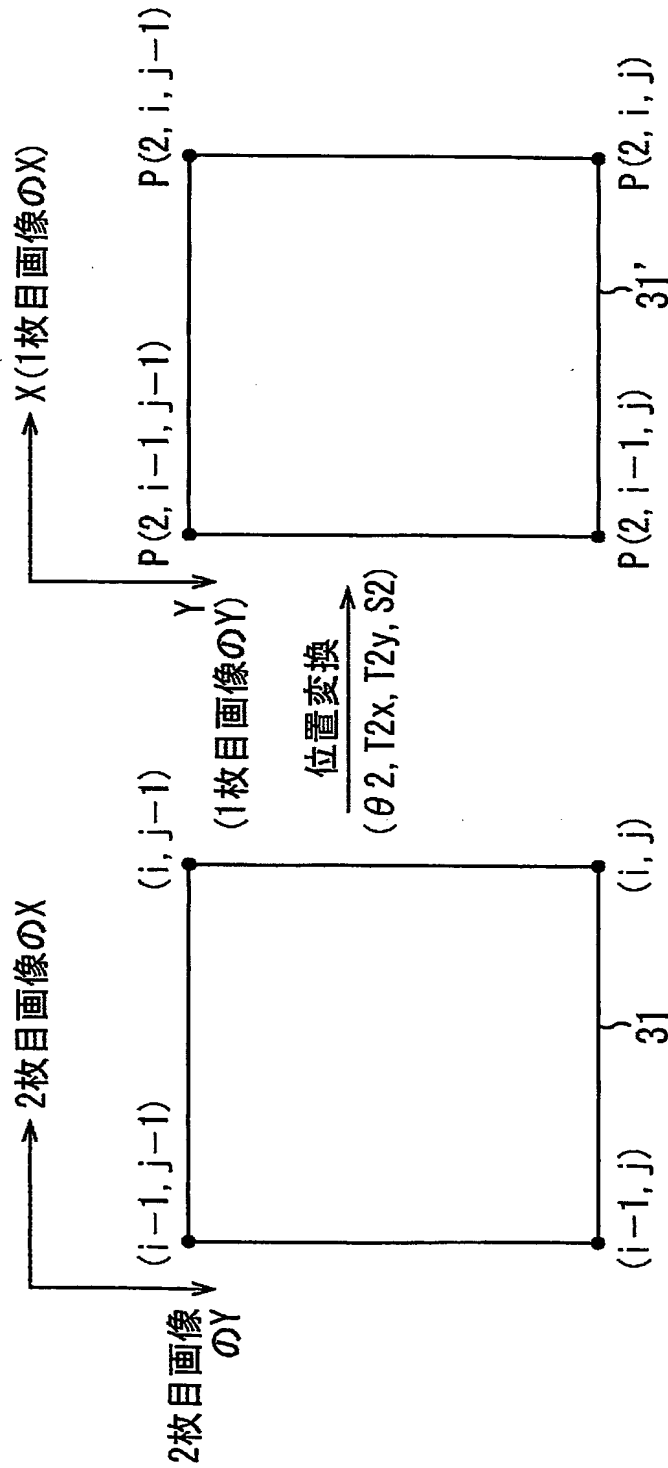 2枚目画像のX
2枚目画像
のY
(i−1, j−1)
(i, j−1)
(i−1, j)
(i, j)
31
位置変換
(θ2, T2x, T2y, S2)
X(1枚目画像のX)
Y
(1枚目画像のY)
P(2, i−1, j−1)
P(2, i, j−1)
P(2, i−1, j)
P(2, i, j)
31'